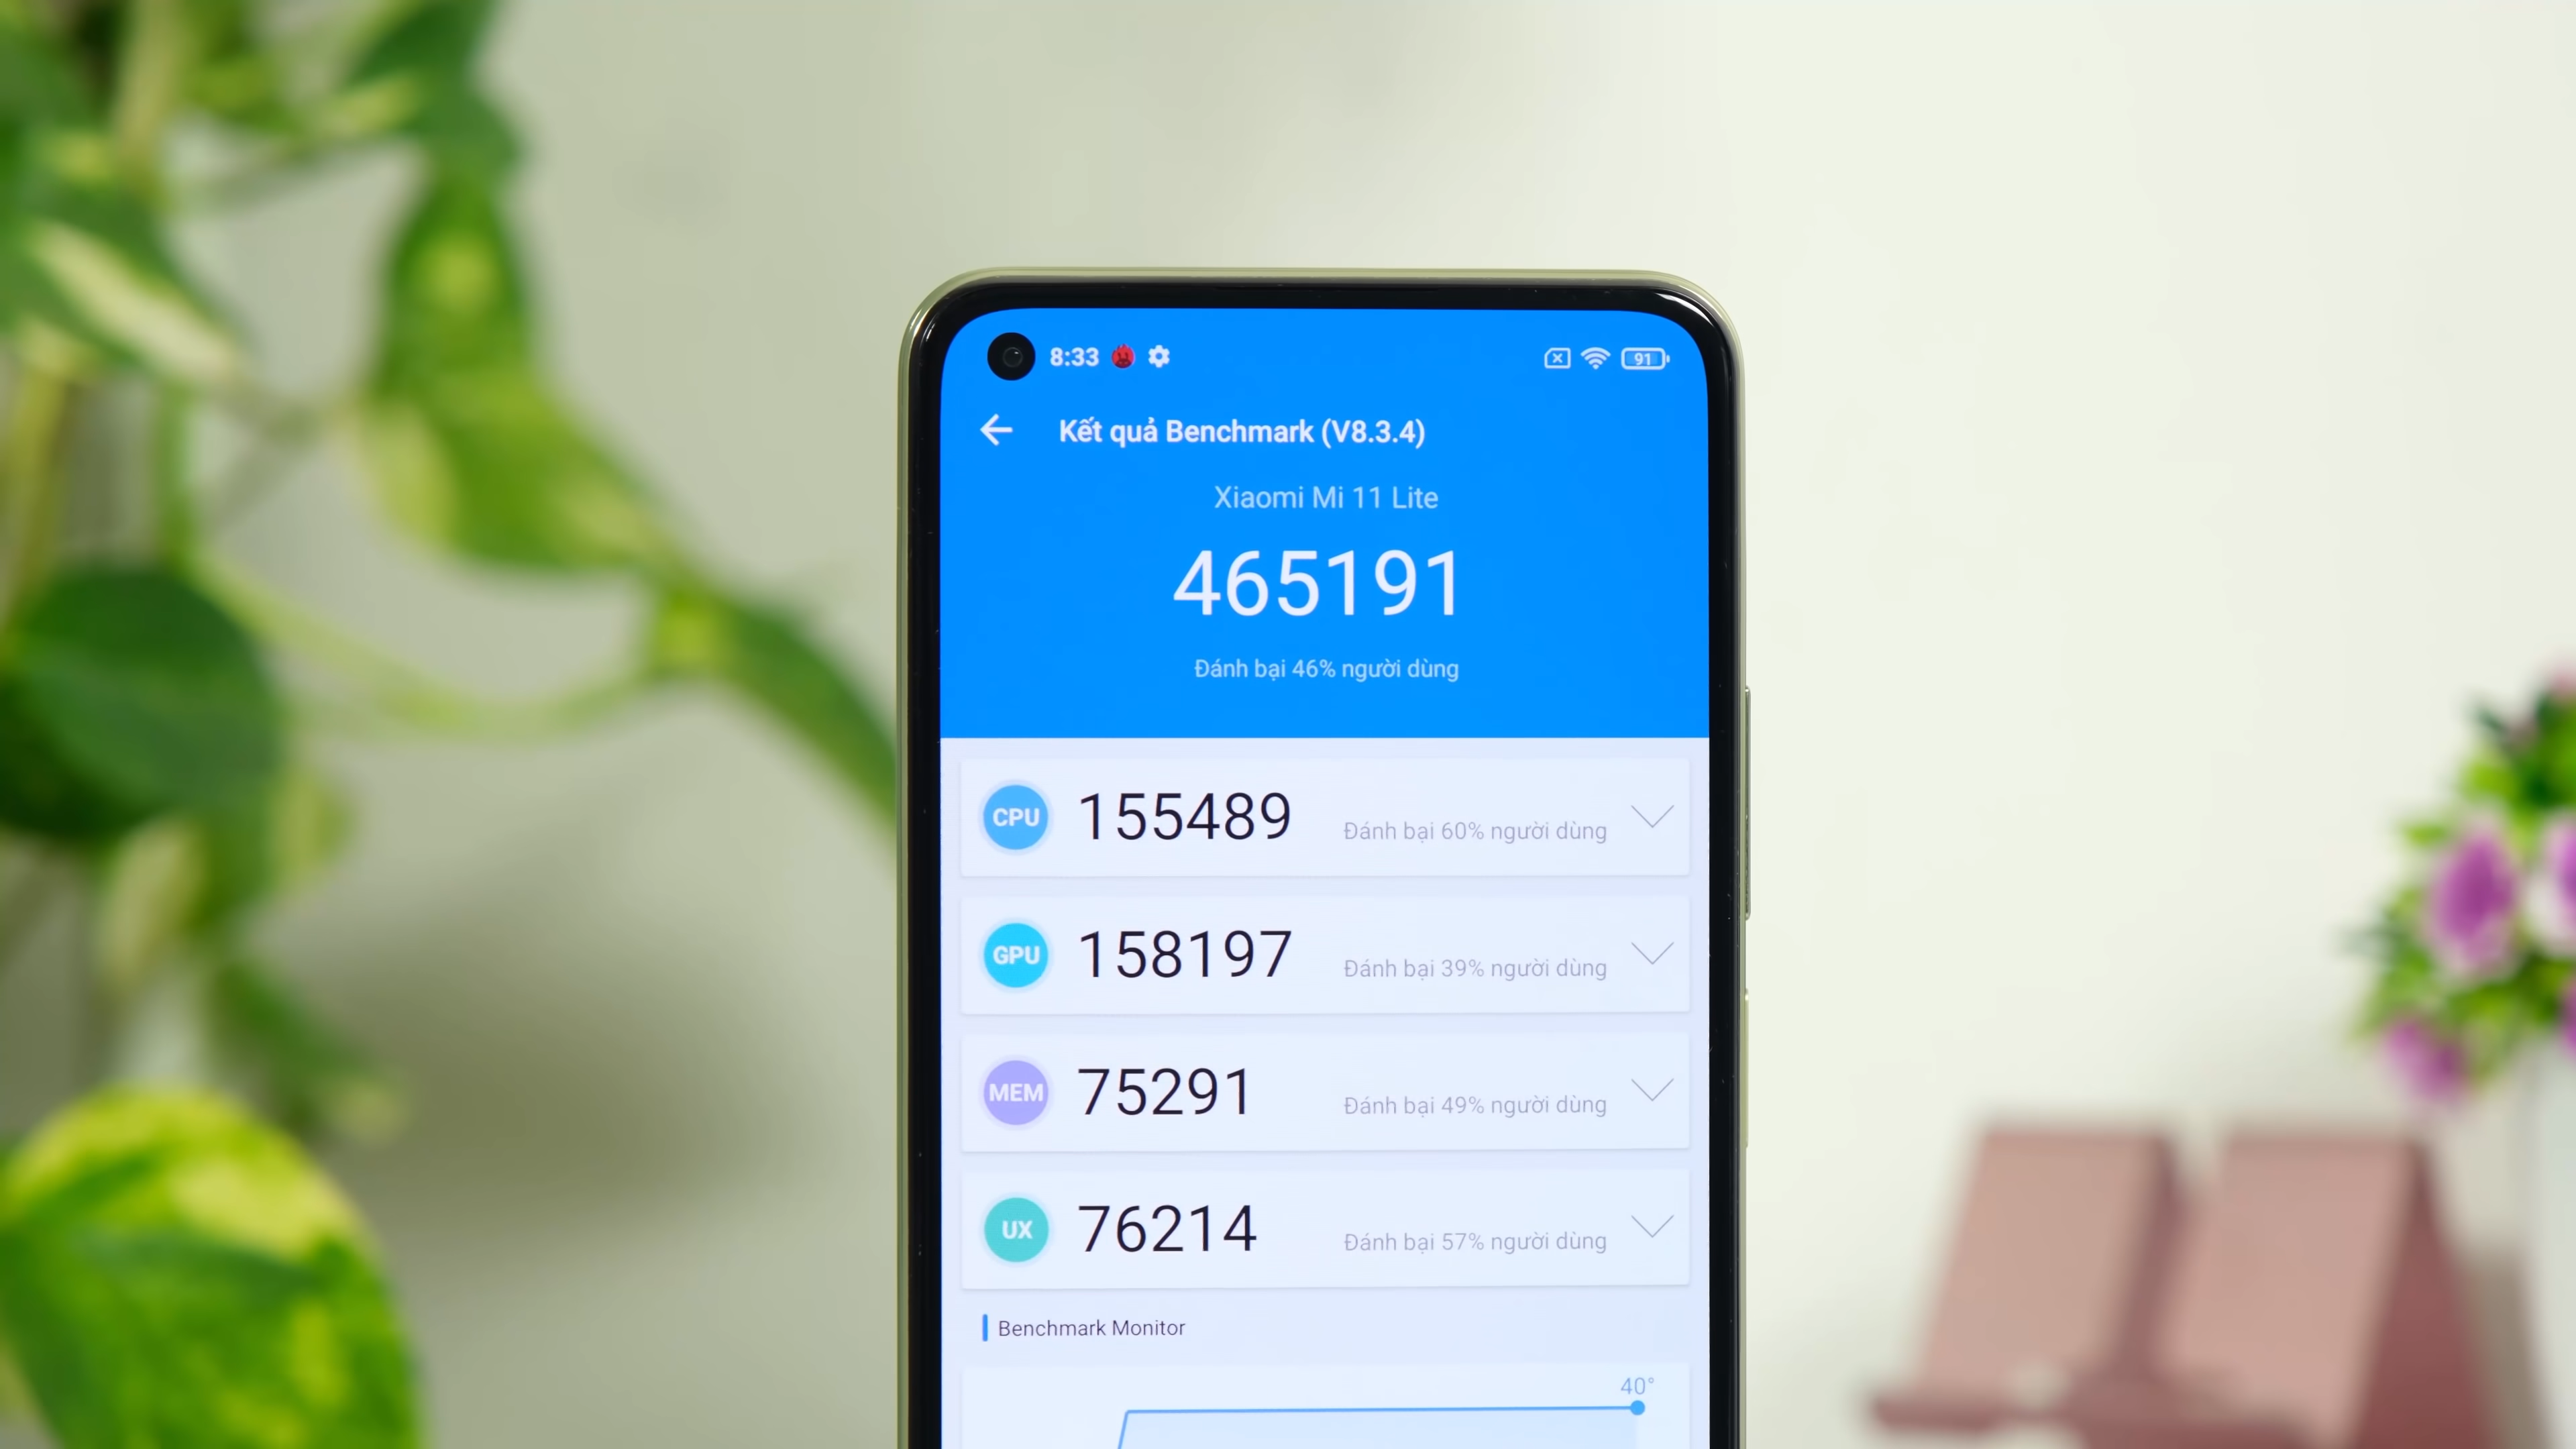 8:33
91
Kết quả Benchmark (V8.3.4)
Xiaomi Mi 11 Lite
465191
Đánh bại 46% người dùng
CPU 155489 Đánh bại 60% người dùng
GPU 158197 Đánh bại 39% người dùng
MEM 75291 Đánh bại 49% người dùng
UX 76214 Đánh bại 57% người dùng
Benchmark Monitor
40°